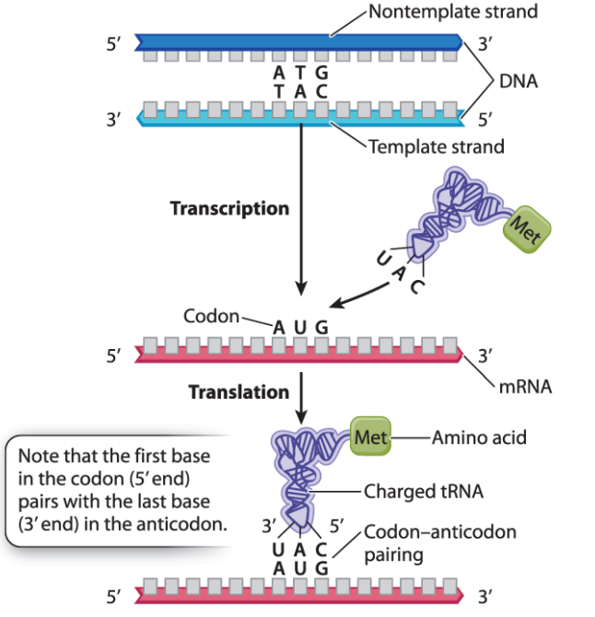 Nontemplate strand
5′ 3′
A T G
T A C
DNA
3′ 5′
Template strand
Transcription
Met
U A C
Codon
A U G
5′ 3′
mRNA
Translation
Met
Amino acid
Note that the first base
in the codon (5′ end)
pairs with the last base
(3′ end) in the anticodon.
Charged tRNA
3′ 5′
U A C
A U G
Codon–anticodon
pairing
5′ 3′